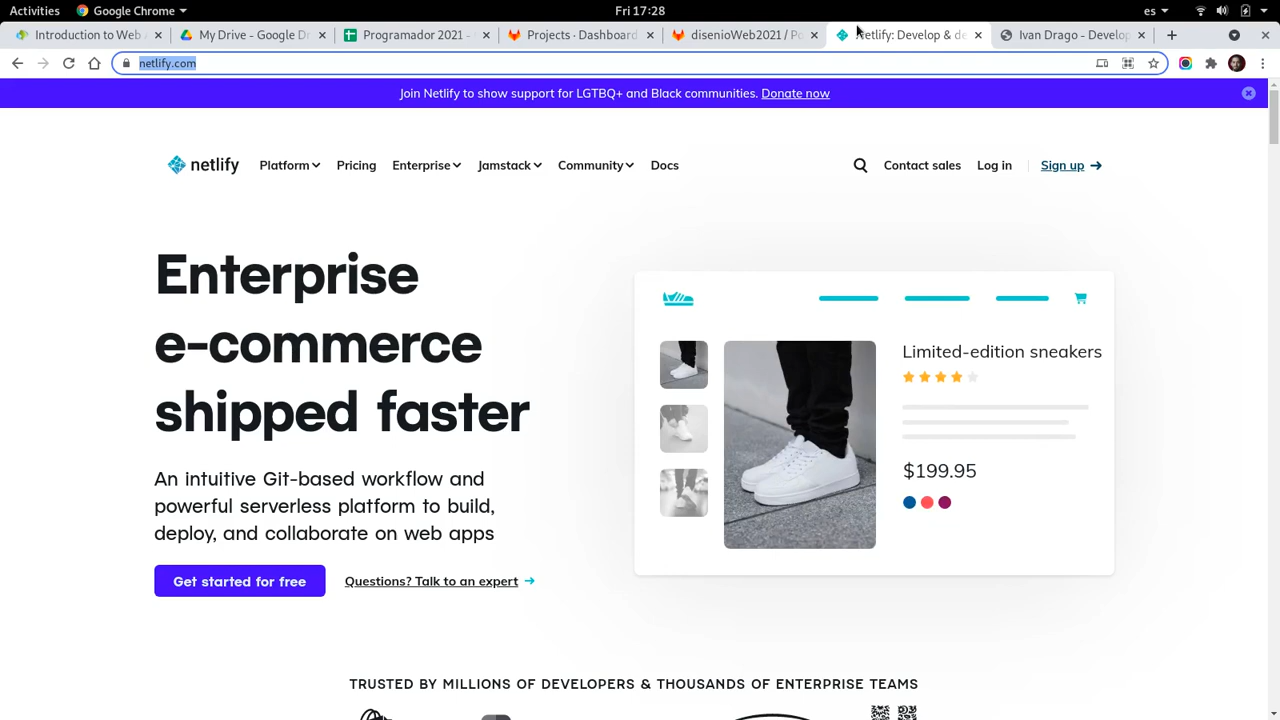 Activities Google Chrome Fri 17:28 es
Introduction to Web A My Drive - Google D Programador 2021 - Projects · Dashboard disenioWeb2021 / Po Netlify: Develop & de Ivan Drago - Develop
netlify.com
Join Netlify to show support for LGTBQ+ and Black communities. Donate now
netlify Platform Pricing Enterprise Jamstack Community Docs Contact sales Log in Sign up
Enterprise
e-commerce
shipped faster
An intuitive Git-based workflow and
powerful serverless platform to build,
deploy, and collaborate on web apps
Get started for free Questions? Talk to an expert
Limited-edition sneakers
$199.95
TRUSTED BY MILLIONS OF DEVELOPERS & THOUSANDS OF ENTERPRISE TEAMS